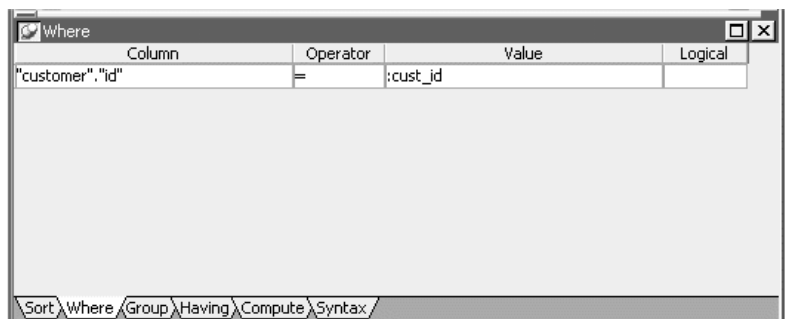 Where
Column Operator Value Logical
"customer"."id" = :cust_id
Sort Where Group Having Compute Syntax